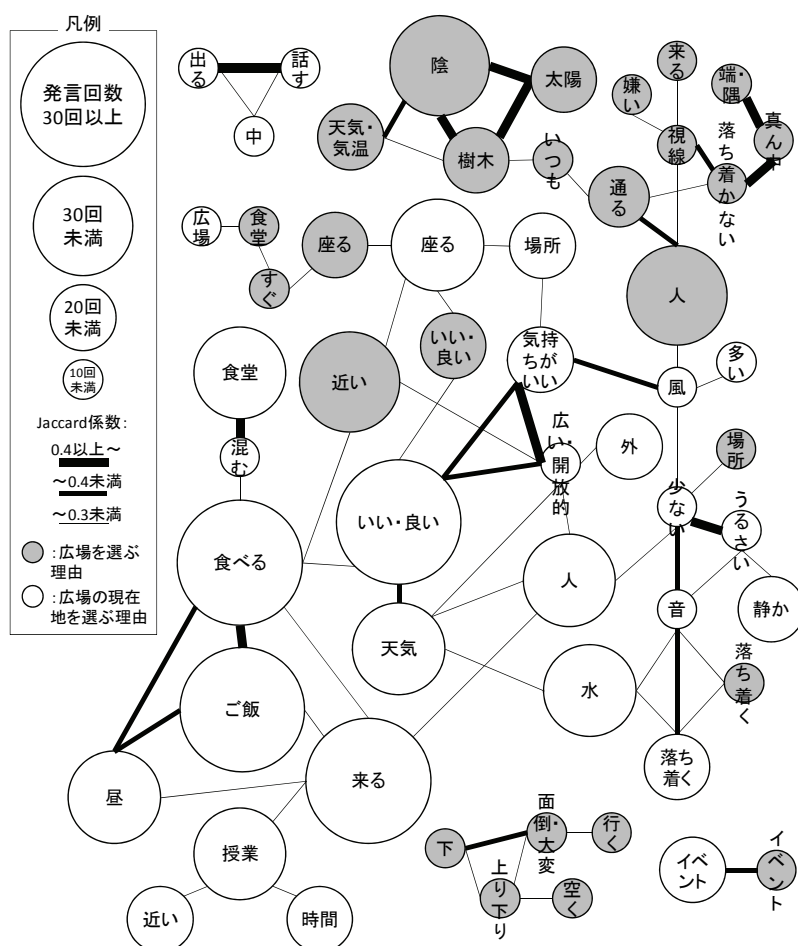 凡例
発言回数
30回以上
30回
未満
20回
未満
10回
未満
Jaccard係数:
0.4以上～
～0.4未満
～0.3未満
:広場を選ぶ
理由
:広場の現在
地を選ぶ理由
出る
話す
中
陰
太陽
天気・
気温
樹木
いつも
通る
嫌い
来る
視線
端・
隅
真ん中
落ち着かない
人
広場
食堂
すぐ
座る
座る
場所
近い
いい・
良い
気持
ちが
いい
風
多い
食堂
混む
広い・開放的
外
場所
少ない
うるさい
いい・良い
食べる
人
音
静か
天気
水
落ち着く
落ち
着く
ご飯
昼
来る
授業
近い
時間
下
面倒・大変
行く
上り下り
空く
イベ
ント
イベント